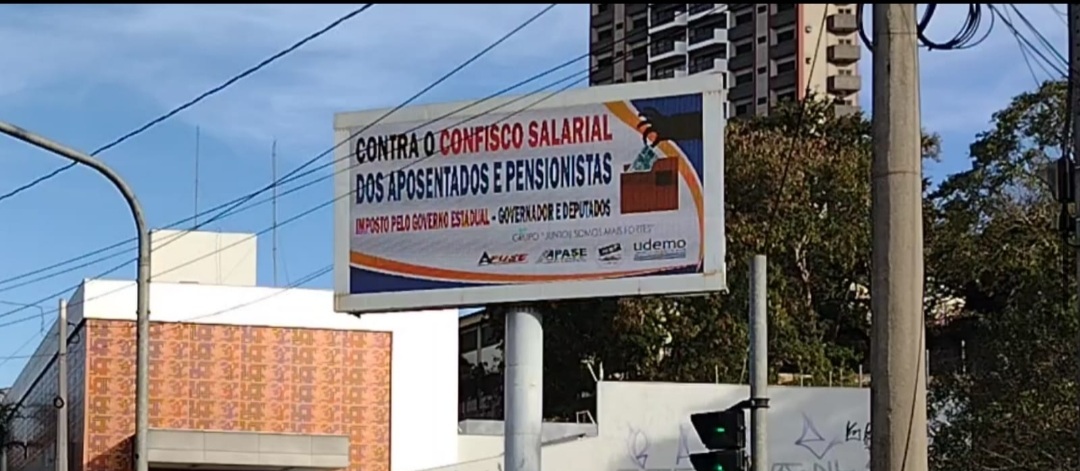 CONTRA O CONFISCO SALARIAL
DOS APOSENTADOS E PENSIONISTAS
IMPOSTO PELO GOVERNO ESTADUAL - GOVERNADOR E DEPUTADOS
GRUPO "JUNTOS SOMOS MAIS FORTES"
APASE
udemo